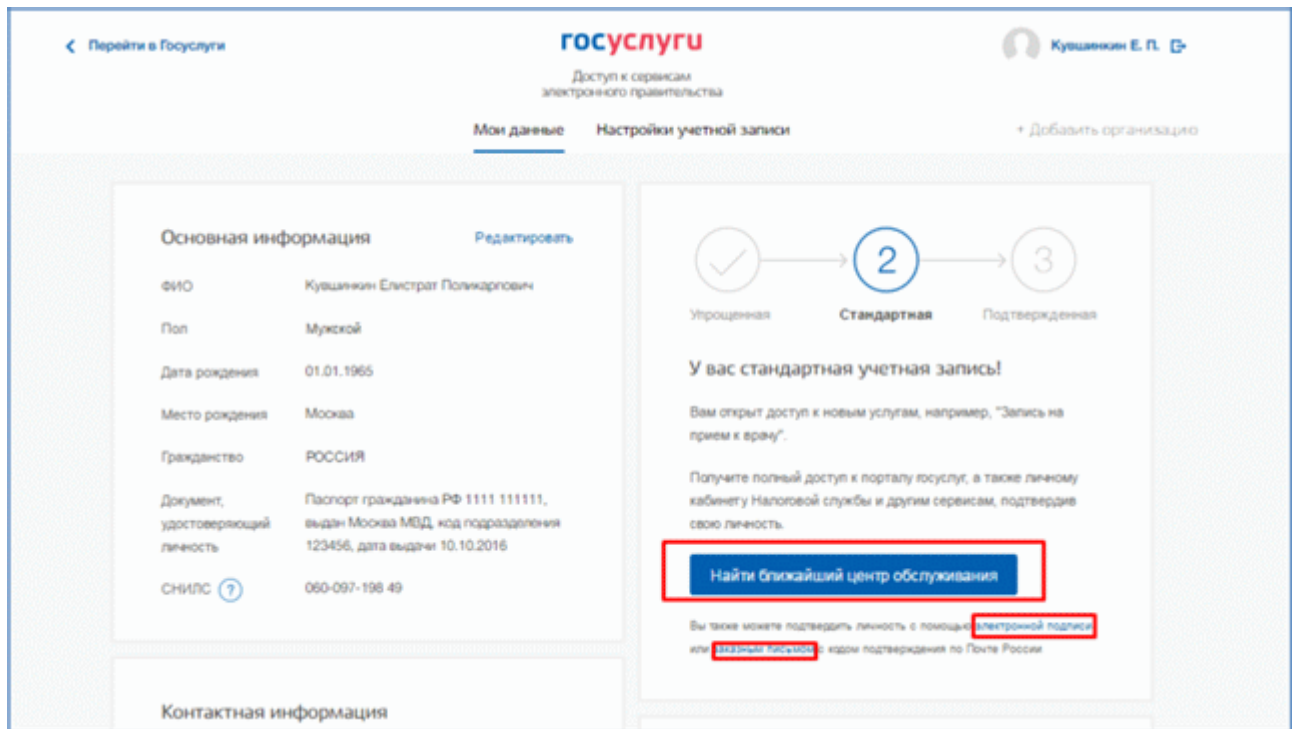 Перейти в Госуслуги
госуслуги
Кувшинкин Е. П.
Доступ к сервисам
электронного правительства
Мои данные
Настройки учетной записи
+ Добавить организацию
Основная информация
Редактировать
ФИО
Кувшинкин Елистрат Поликарпович
Пол
Мужской
Дата рождения
01.01.1965
Место рождения
Москва
Гражданство
РОССИЯ
Документ,
удостоверяющий
личность
Паспорт гражданина РФ 1111 111111,
выдан Москва МВД, код подразделения
123456, дата выдачи 10.10.2016
СНИЛС ?
060-097-198 49
Контактная информация
2
3
Упрощенная
Стандартная
Подтвержденная
У вас стандартная учетная запись!
Вам открыт доступ к новым услугам, например, "Запись на
прием к врачу".
Получите полный доступ к порталу госуслуг, а также личному
кабинету Налоговой службы и другим сервисам, подтвердив
свою личность.
Найти ближайший центр обслуживания
Вы также можете подтвердить личность с помощью электронной подписи
или заказным письмом с кодом подтверждения по Почте России